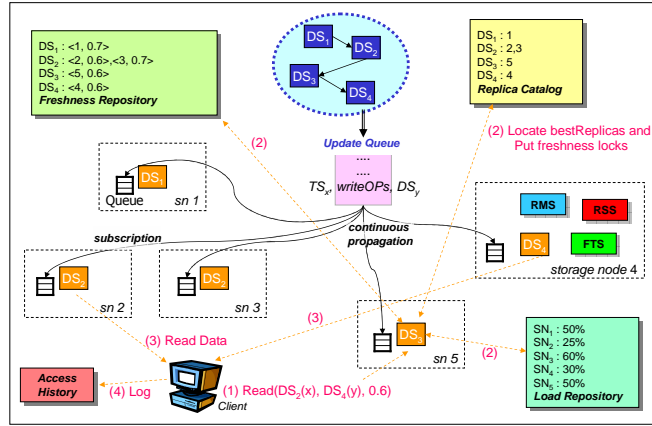 DS1 : <1, 0.7>
DS2 : <2, 0.6>,<3, 0.7>
DS3 : <5, 0.6>
DS4 : <4, 0.6>
Freshness Repository
DS1
DS2
DS3
DS4
DS1 : 1
DS2 : 2,3
DS3 : 5
DS4 : 4
Replica Catalog
(2)
Update Queue
(2) Locate bestReplicas and
Put freshness locks
....
....
TSx, writeOPs, DSy
DS1
Queue
sn 1
subscription
continuous
propagation
RMS
RSS
DS4
FTS
storage node 4
DS2
sn 2
DS2
sn 3
(3)
DS3
sn 5
(2)
SN1 : 50%
SN2 : 25%
SN3 : 60%
SN4 : 30%
SN5 : 50%
Load Repository
(3) Read Data
Access
History
(4) Log
(1) Read(DS2(x), DS4(y), 0.6)
Client